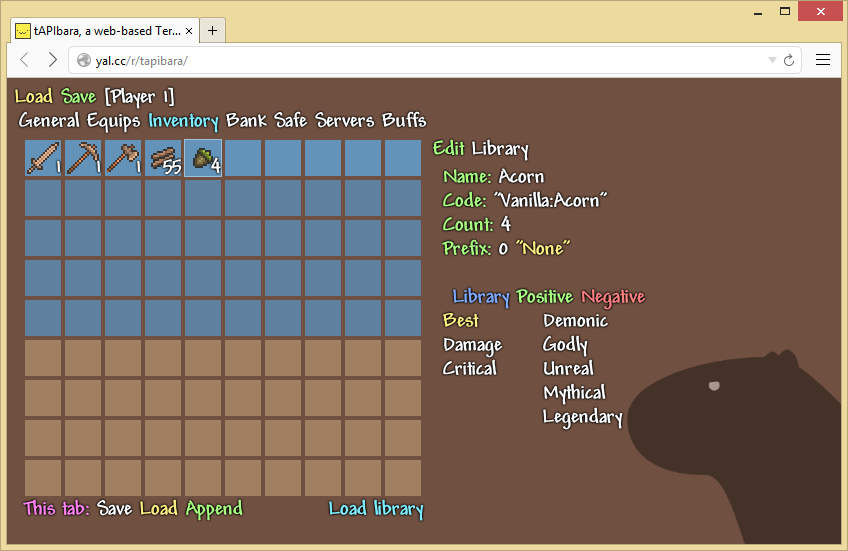 tAPIbara, a web-based Ter...
yal.cc/r/tapibara/
Load Save [Player 1]
General Equips Inventory Bank Safe Servers Buffs
1 1 1 55 4
Edit Library
Name: Acorn
Code: "Vanilla:Acorn"
Count: 4
Prefix: 0 "None"
Library Positive Negative
Best Demonic
Damage Godly
Critical Unreal
Mythical
Legendary
This tab: Save Load Append Load library